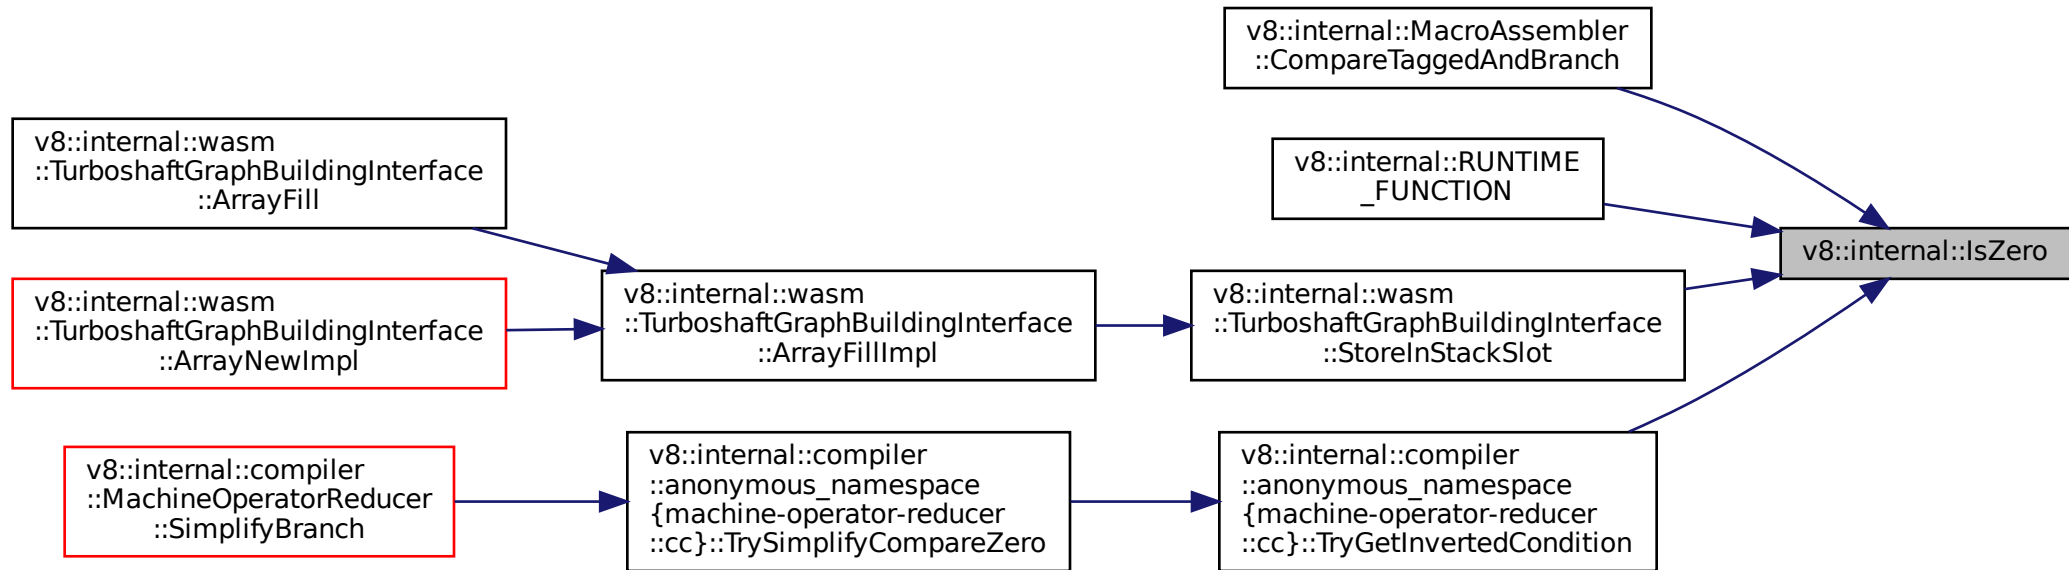 v8::internal::MacroAssembler
::CompareTaggedAndBranch
v8::internal::wasm
::TurboshaftGraphBuildingInterface
::ArrayFill
v8::internal::RUNTIME
_FUNCTION
v8::internal::IsZero
v8::internal::wasm
::TurboshaftGraphBuildingInterface
::ArrayNewImpl
v8::internal::wasm
::TurboshaftGraphBuildingInterface
::ArrayFillImpl
v8::internal::wasm
::TurboshaftGraphBuildingInterface
::StoreInStackSlot
v8::internal::compiler
::MachineOperatorReducer
::SimplifyBranch
v8::internal::compiler
::anonymous_namespace
{machine-operator-reducer
::cc}::TrySimplifyCompareZero
v8::internal::compiler
::anonymous_namespace
{machine-operator-reducer
::cc}::TryGetInvertedCondition